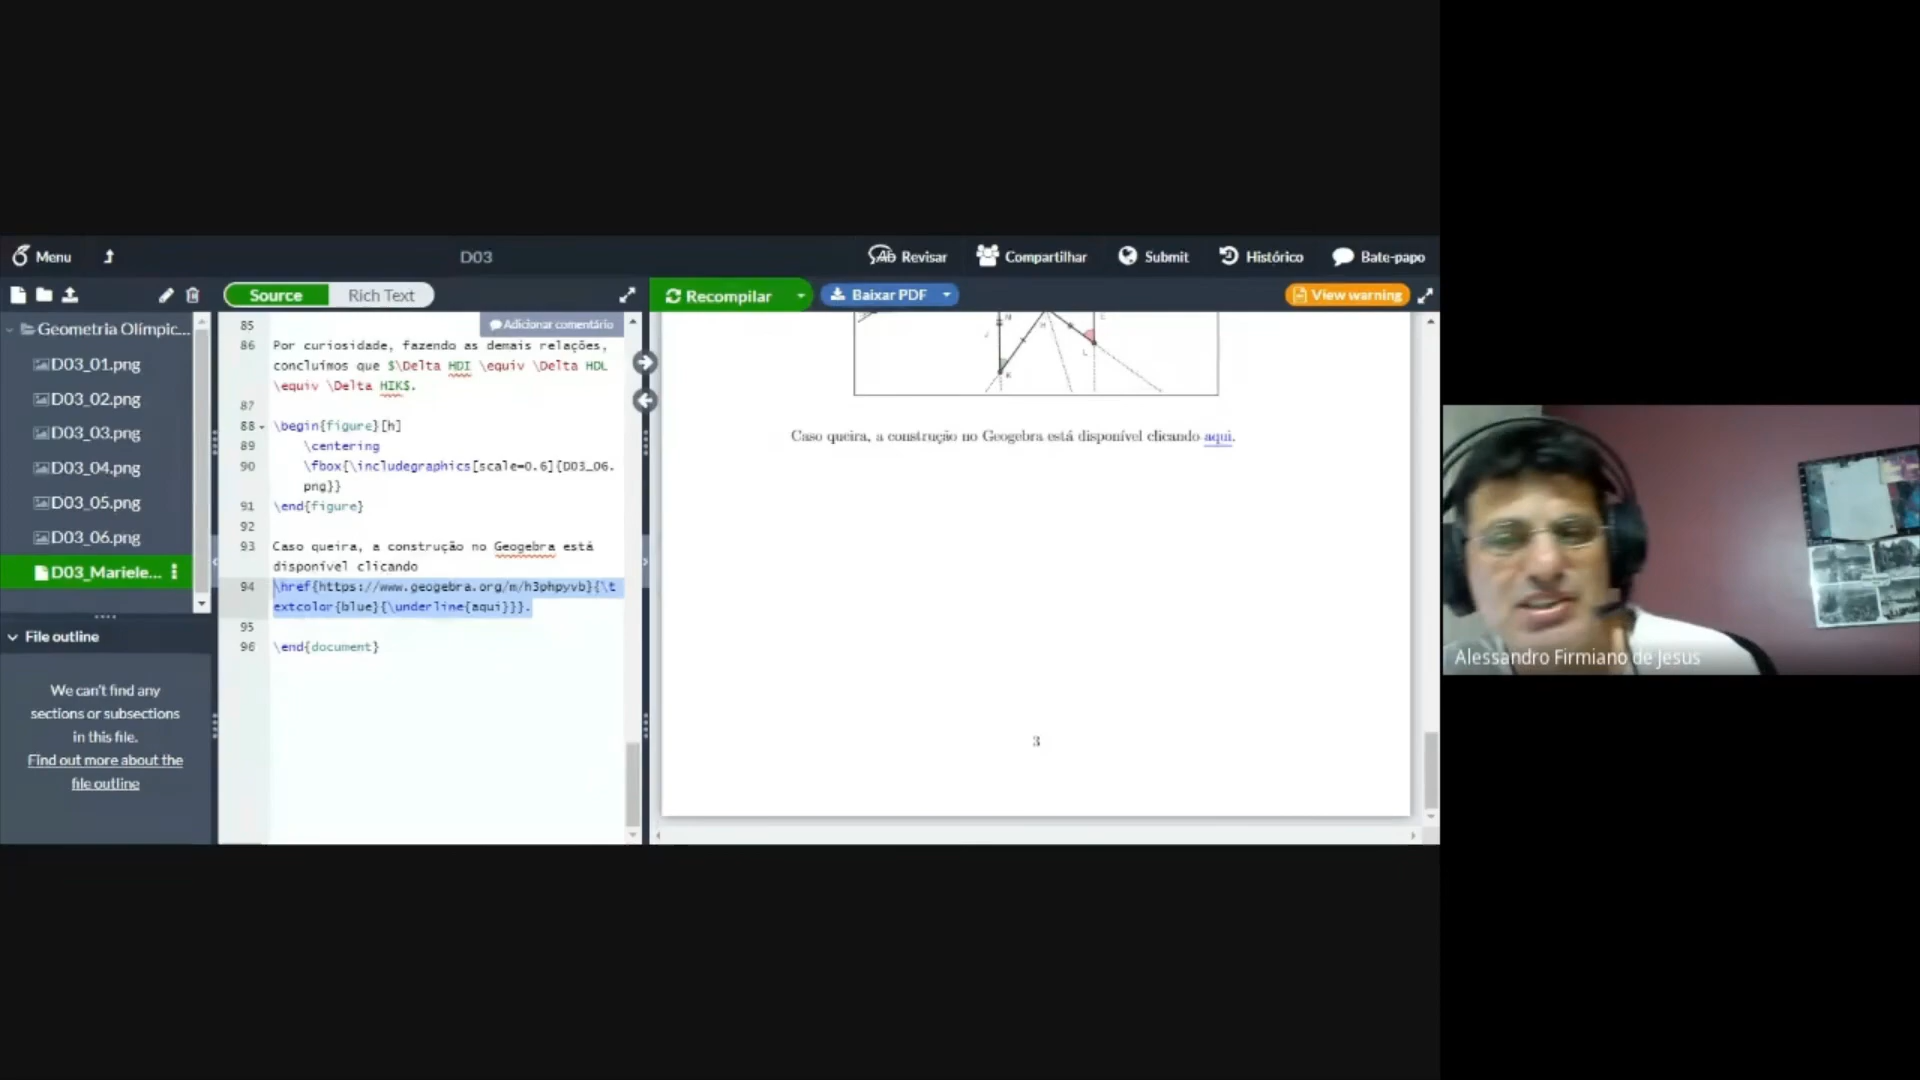 Menu
D03
Revisar
Compartilhar
Submit
Histórico
Bate-papo
Source
Rich Text
Recompilar
Baixar PDF
View warning
Geometria Olímpic...
D03_01.png
D03_02.png
D03_03.png
D03_04.png
D03_05.png
D03_06.png
D03_Mariele...
File outline
We can't find any
sections or subsections
in this file.
Find out more about the
file outline
Adicionar comentário
85
86 Por curiosidade, fazendo as demais relações,
concluímos que $\Delta HDI \equiv \Delta HDL
\equiv \Delta HIK$.
87
88 \begin{figure}[h]
89 \centering
90 \fbox{\includegraphics[scale=0.6]{D03_06.
png}}
91 \end{figure}
92
93 Caso queira, a construção no Geogebra está
disponível clicando
94 \href{https://www.geogebra.org/m/h3phpyvb}{\t
extcolor{blue}{\underline{aqui}}}.
95
96 \end{document}
Caso queira, a construção no Geogebra está disponível clicando aqui.
3
Alessandro Firmiano de Jesus